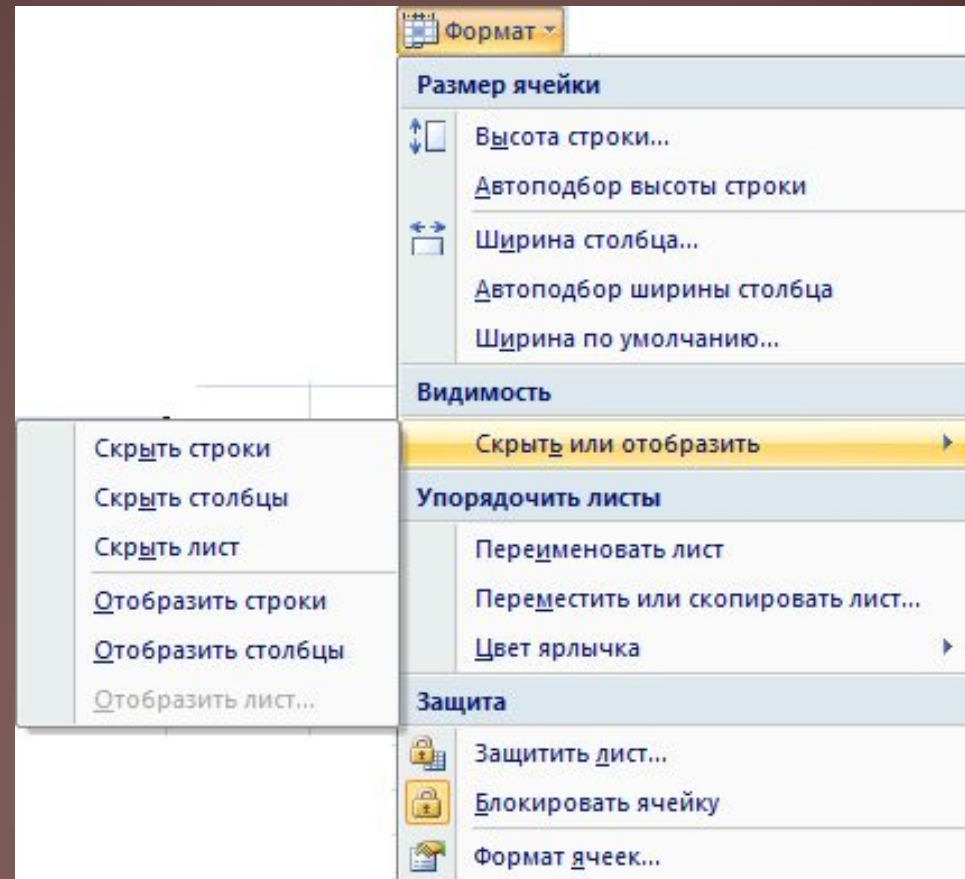 Формат
Размер ячейки
Высота строки...
Автоподбор высоты строки
Ширина столбца...
Автоподбор ширины столбца
Ширина по умолчанию...
Видимость
Скрыть или отобразить
Скрыть строки
Скрыть столбцы
Скрыть лист
Отобразить строки
Отобразить столбцы
Отобразить лист...
Упорядочить листы
Переименовать лист
Переместить или скопировать лист...
Цвет ярлычка
Защита
Защитить лист...
Блокировать ячейку
Формат ячеек...